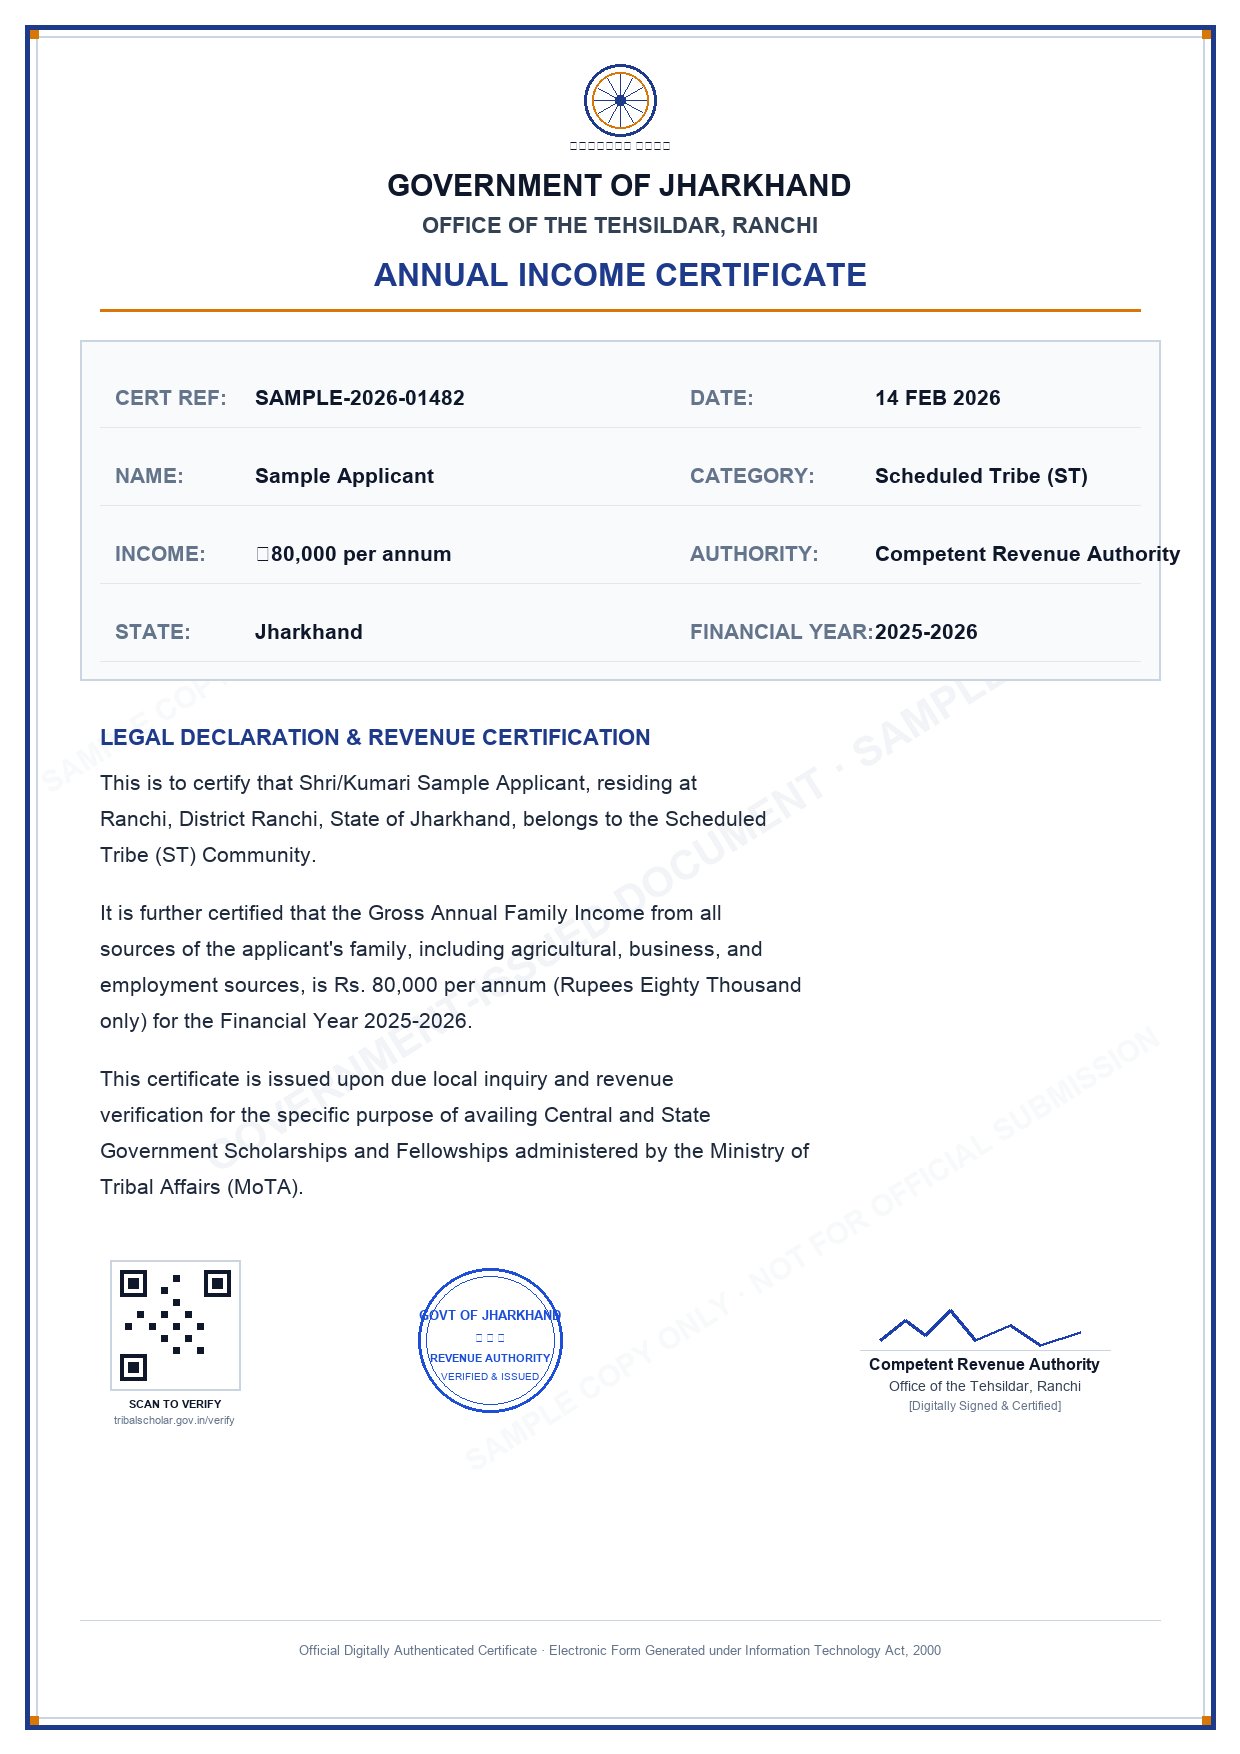 GOVERNMENT OF JHARKHAND
OFFICE OF THE TEHSILDAR, RANCHI
ANNUAL INCOME CERTIFICATE
CERT REF: SAMPLE-2026-01482 DATE: 14 FEB 2026
NAME: Sample Applicant CATEGORY: Scheduled Tribe (ST)
INCOME: 80,000 per annum AUTHORITY: Competent Revenue Authority
STATE: Jharkhand FINANCIAL YEAR: 2025-2026
SAMPLE COPY
GOVERNMENT-ISSUED DOCUMENT · SAMPLE
LEGAL DECLARATION & REVENUE CERTIFICATION
This is to certify that Shri/Kumari Sample Applicant, residing at
Ranchi, District Ranchi, State of Jharkhand, belongs to the Scheduled
Tribe (ST) Community.
It is further certified that the Gross Annual Family Income from all
sources of the applicant's family, including agricultural, business, and
employment sources, is Rs. 80,000 per annum (Rupees Eighty Thousand
only) for the Financial Year 2025-2026.
This certificate is issued upon due local inquiry and revenue
verification for the specific purpose of availing Central and State
Government Scholarships and Fellowships administered by the Ministry of
Tribal Affairs (MoTA).
SAMPLE COPY ONLY · NOT FOR OFFICIAL SUBMISSION
SCAN TO VERIFY
tribalscholar.gov.in/verify
GOVT OF JHARKHAND
REVENUE AUTHORITY
VERIFIED & ISSUED
Competent Revenue Authority
Office of the Tehsildar, Ranchi
[Digitally Signed & Certified]
Official Digitally Authenticated Certificate · Electronic Form Generated under Information Technology Act, 2000